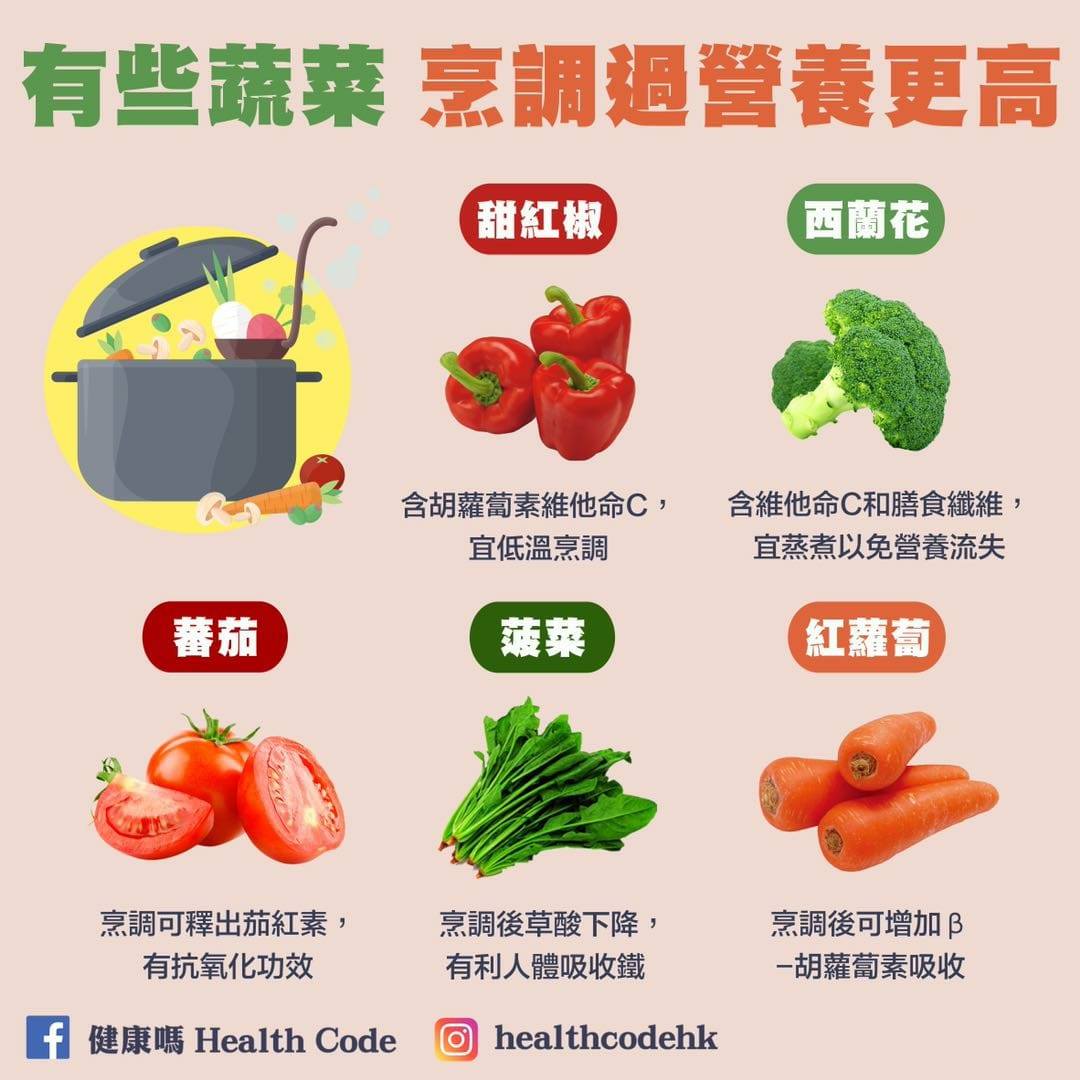 有些蔬菜 烹調過營養更高
甜紅椒
含胡蘿蔔素維他命C，
宜低溫烹調
西蘭花
含維他命C和膳食纖維，
宜蒸煮以免營養流失
蕃茄
烹調可釋出茄紅素，
有抗氧化功效
菠菜
烹調後草酸下降，
有利人體吸收鐵
紅蘿蔔
烹調後可增加β
-胡蘿蔔素吸收
健康嗎 Health Code
healthcodehk